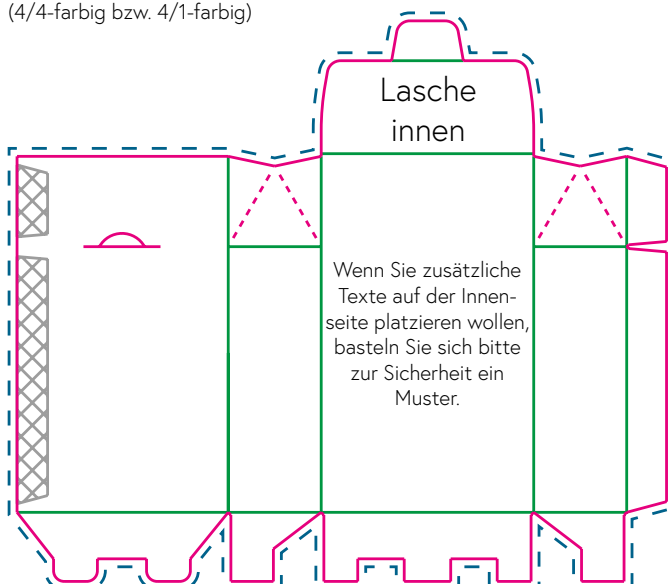 (4/4-farbig bzw. 4/1-farbig)
Lasche
innen
Wenn Sie zusätzliche
Texte auf der Innen-
seite platzieren wollen,
basteln Sie sich bitte
zur Sicherheit ein
Muster.